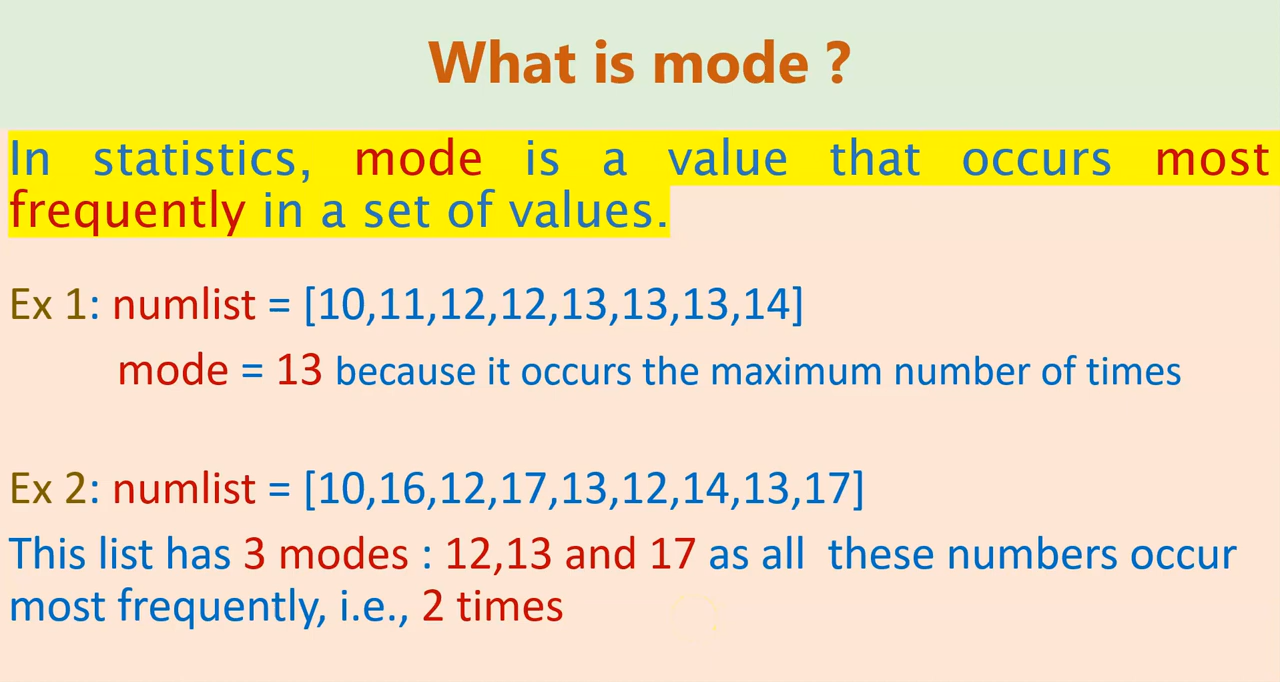 What is mode ?
In statistics, mode is a value that occurs most
frequently in a set of values.
Ex 1: numlist = [10,11,12,12,13,13,13,14]
mode = 13 because it occurs the maximum number of times
Ex 2: numlist = [10,16,12,17,13,12,14,13,17]
This list has 3 modes : 12,13 and 17 as all these numbers occur
most frequently, i.e., 2 times